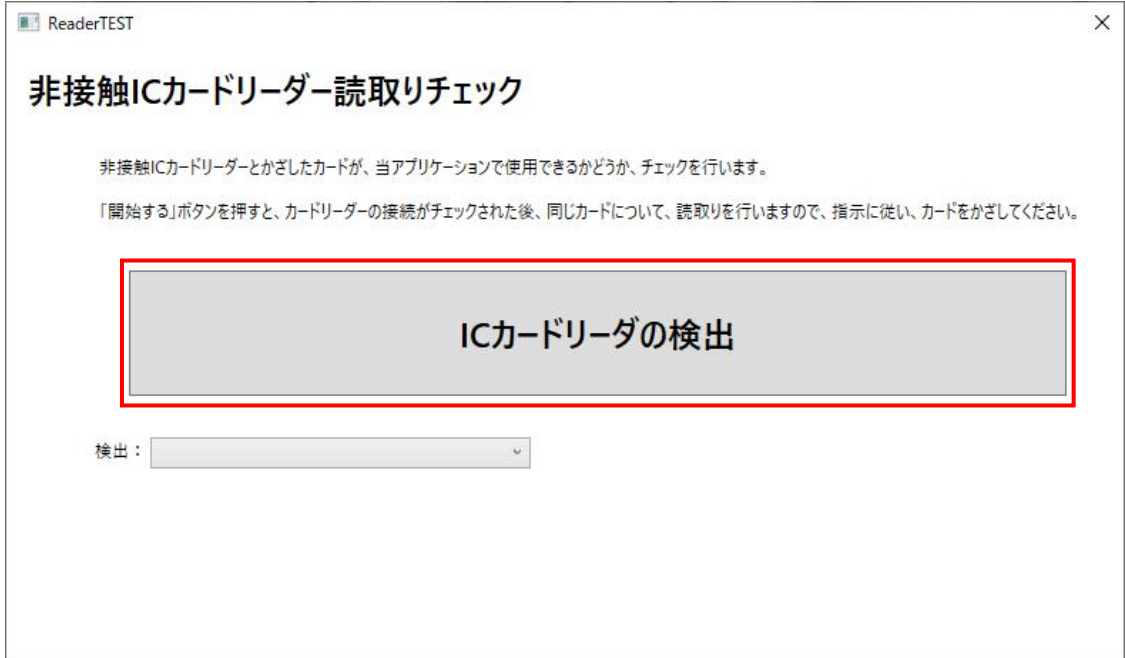 ReaderTEST
非接触ICカードリーダー読取りチェック
非接触ICカードリーダーとかざしたカードが、当アプリケーションで使用できるかどうか、チェックを行います。
「開始する」ボタンを押すと、カードリーダーの接続がチェックされた後、同じカードについて、読取りを行いますので、指示に従い、カードをかざしてください。
ICカードリーダの検出
検出：